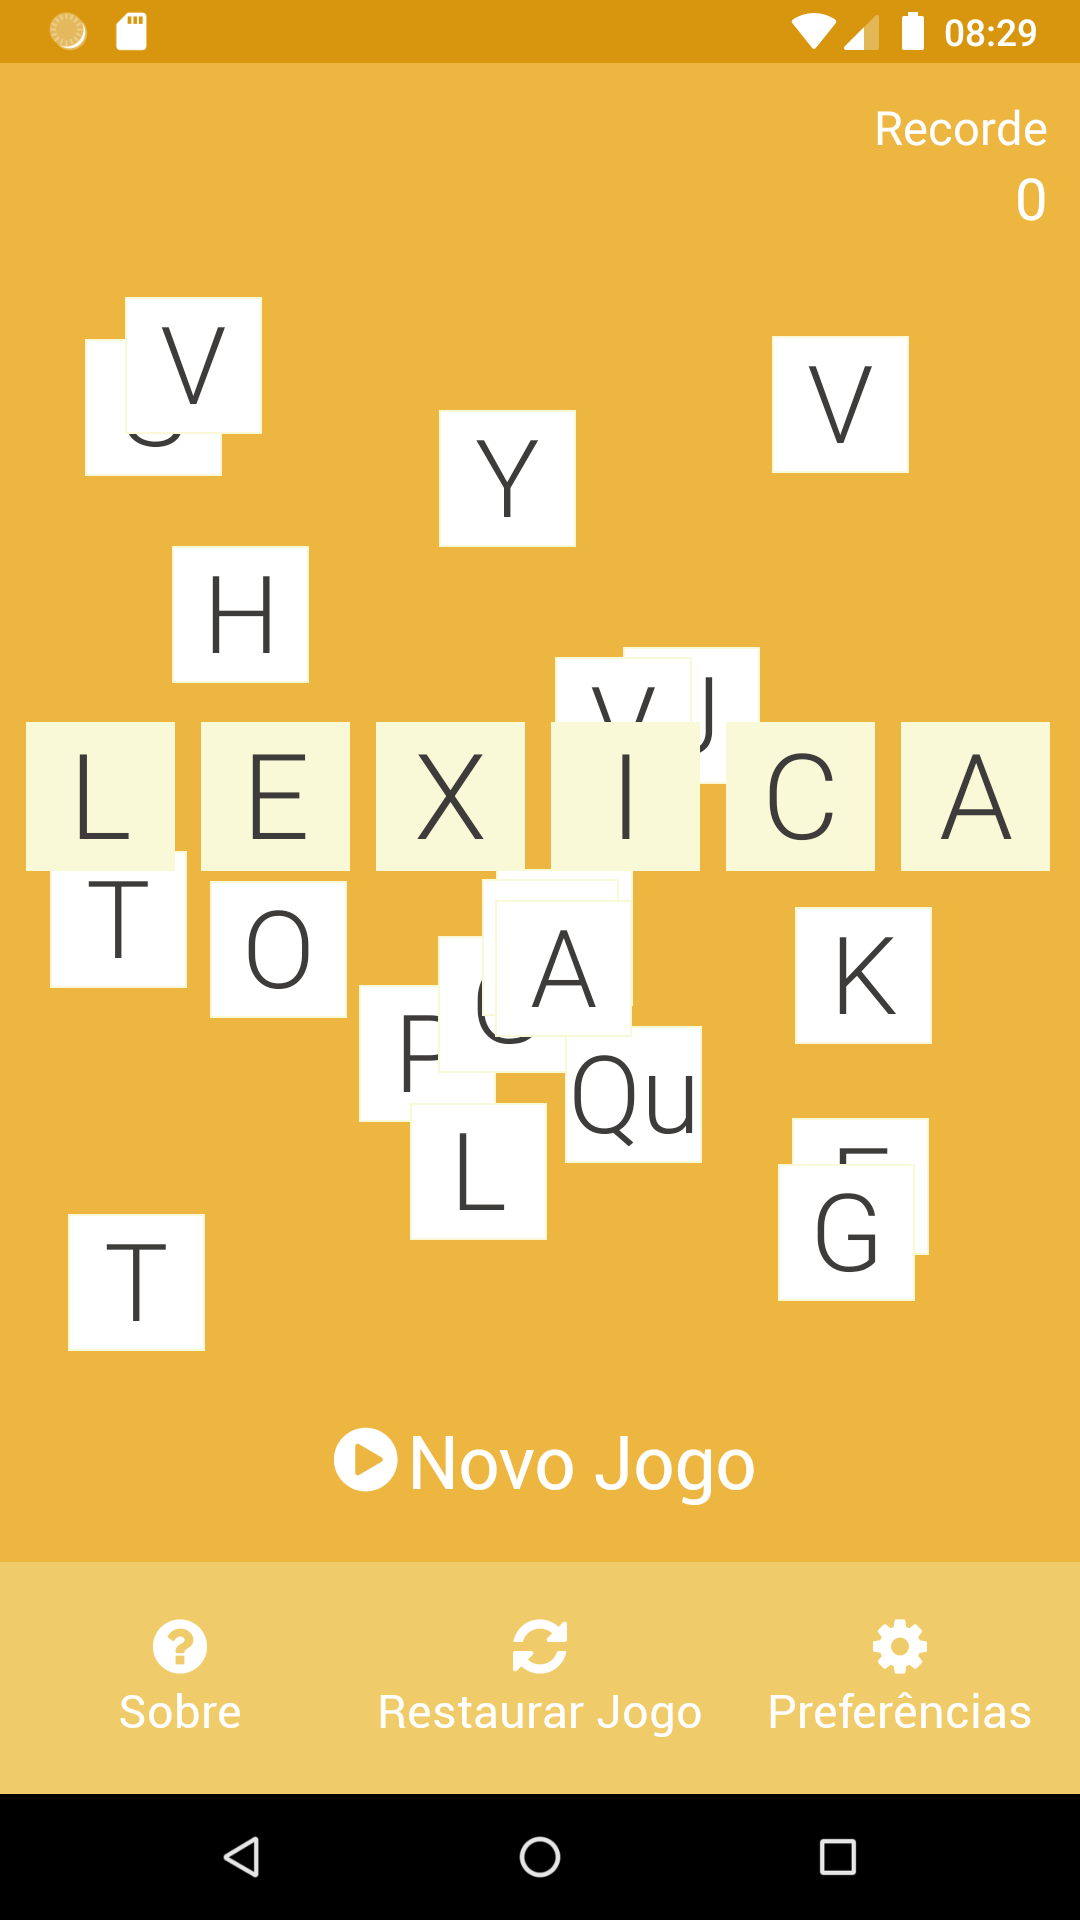 08:29
Recorde
0
V
V
Y
H
L E X I C A
T
O
A
K
P
Qu
L
G
T
Novo Jogo
Sobre
Restaurar Jogo
Preferências